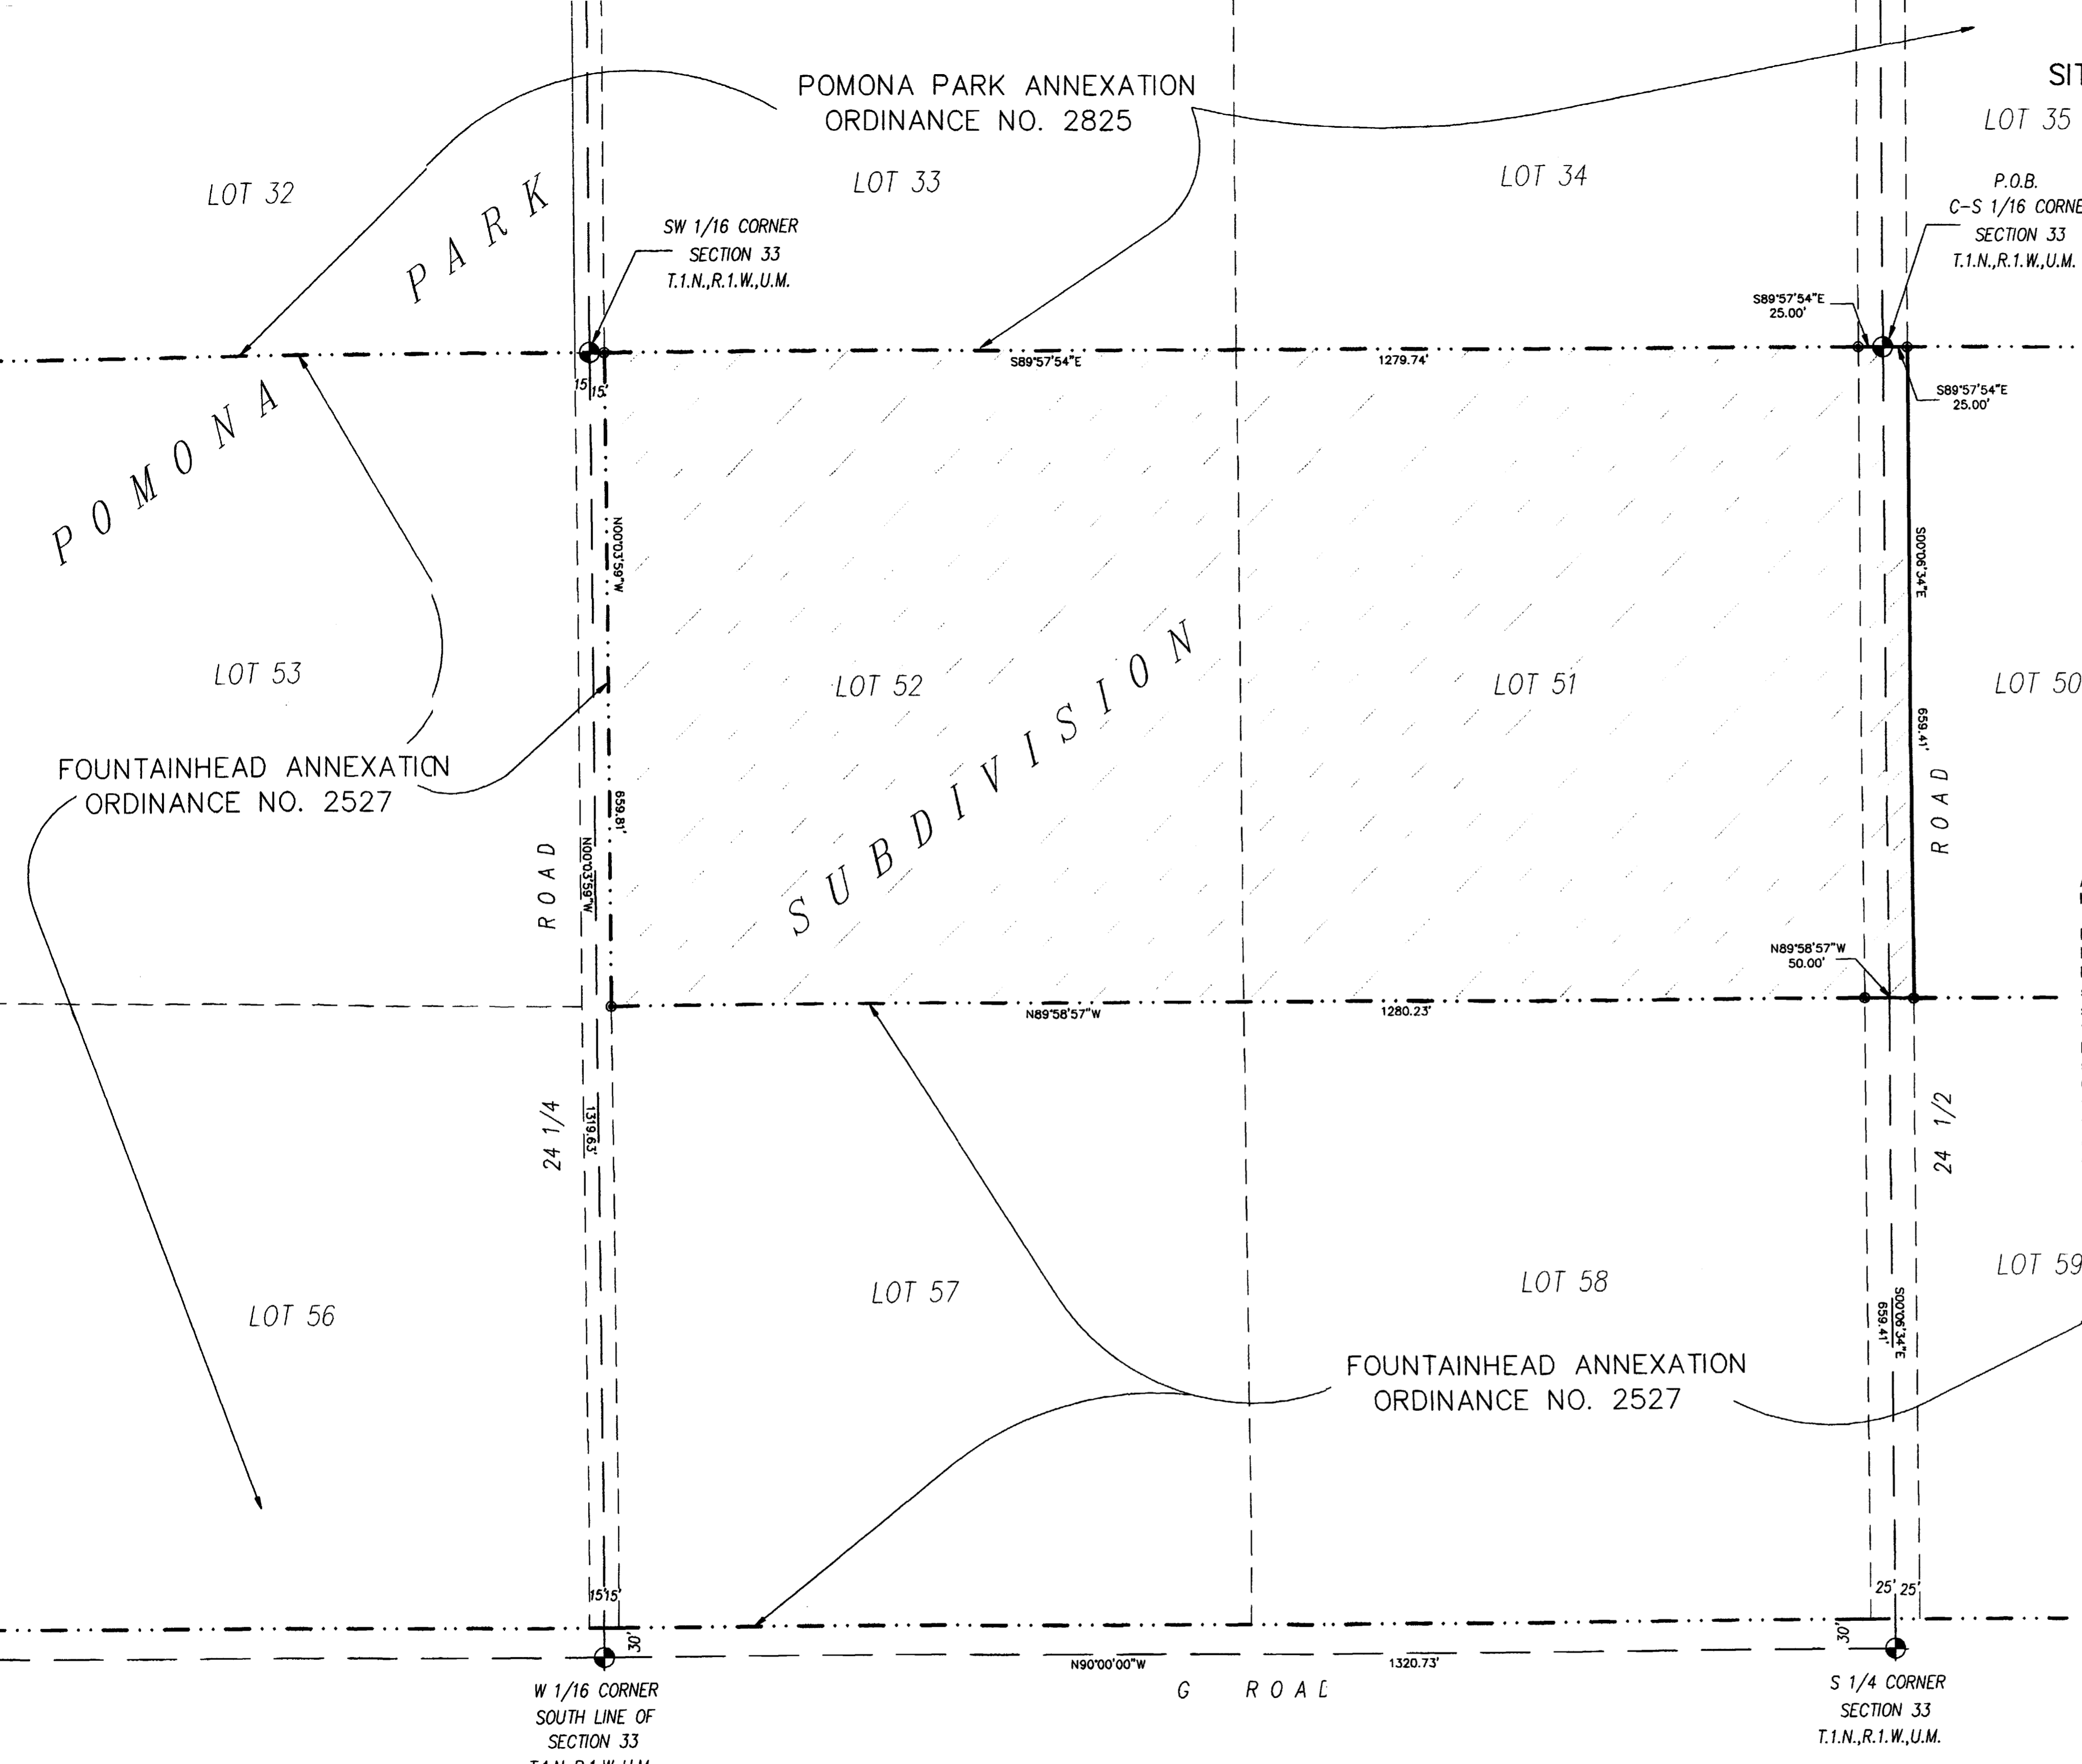 POMONA PARK ANNEXATION
ORDINANCE NO. 2825
SIT
LOT 35
LOT 32
LOT 33
LOT 34
P.O.B.
C-S 1/16 CORNE
SECTION 33
T.1.N.,R.1.W.,U.M.
SW 1/16 CORNER
SECTION 33
T.1.N.,R.1.W.,U.M.
POMONA PARK
SUBDIVISION
S89°57'54"E
25.00'
S89°57'54"E
1279.74'
15'
15'
S89°57'54"E
25.00'
N00°03'59"W
659.81'
S00°06'34"E
659.41'
LOT 53
LOT 52
LOT 51
LOT 50
FOUNTAINHEAD ANNEXATION
ORDINANCE NO. 2527
24 1/4 ROAD
N00°03'59"W
1319.63'
24 1/2 ROAD
N89°58'57"W
50.00'
N89°58'57"W
1280.23'
LOT 56
LOT 57
LOT 58
LOT 59
S00°06'34"E
659.41'
FOUNTAINHEAD ANNEXATION
ORDINANCE NO. 2527
15'
15'
25'
25'
30'
30'
N90°00'00"W
1320.73'
G ROAD
W 1/16 CORNER
SOUTH LINE OF
SECTION 33
T.1.N.,R.1.W.,U.M.
S 1/4 CORNER
SECTION 33
T.1.N.,R.1.W.,U.M.